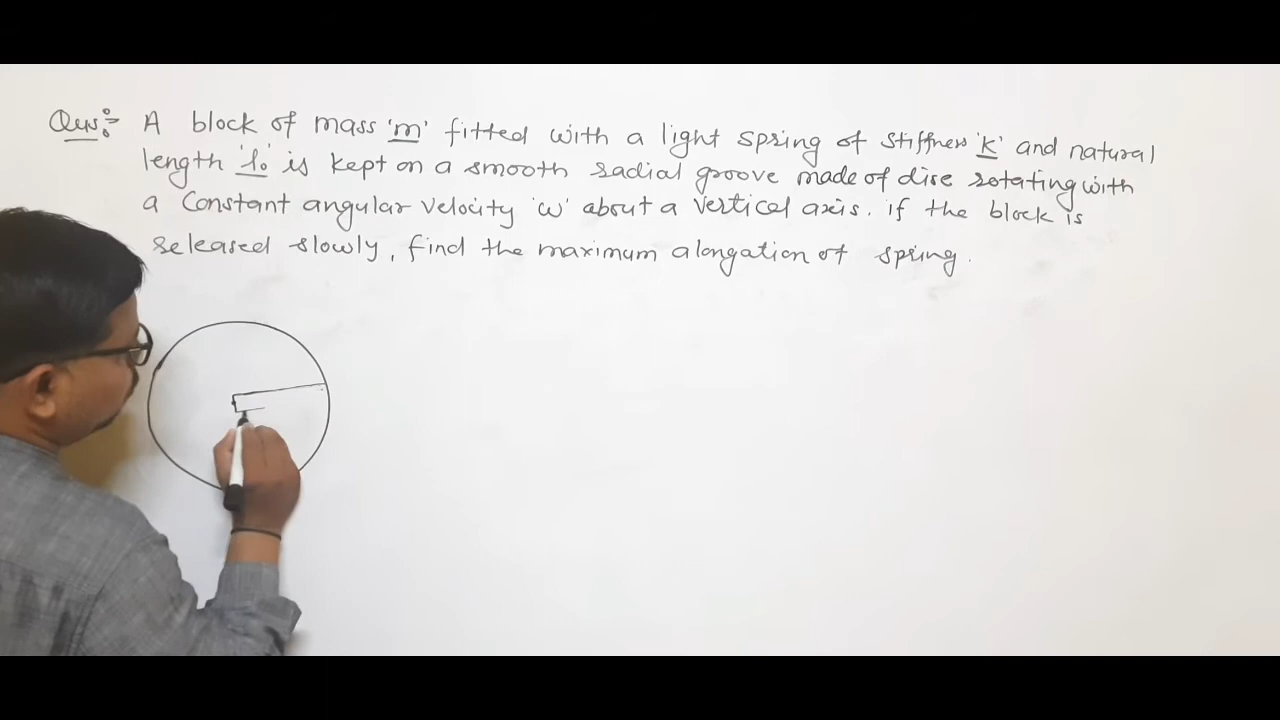 Ques: A block of mass 'm' fitted with a light spring of stiffness 'k' and natural
length 'lo' is kept on a smooth radial groove made of disc rotating with
a constant angular velocity 'ω' about a vertical axis. if the block is
released slowly, find the maximum alongation of spring.